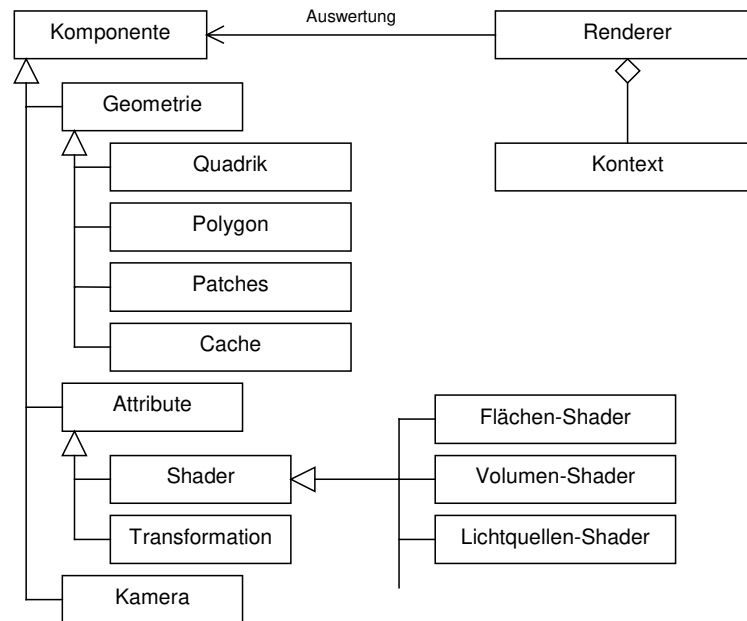 Komponente
Auswertung
Renderer
Geometrie
Quadrik
Kontext
Polygon
Patches
Cache
Attribute
Flächen-Shader
Shader
Volumen-Shader
Transformation
Lichtquellen-Shader
Kamera